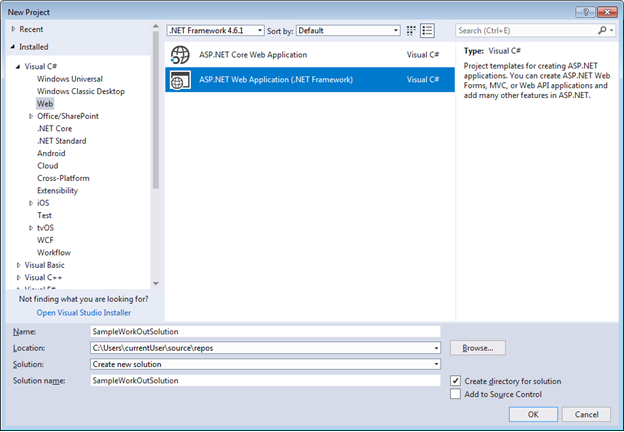 New Project
Recent
.NET Framework 4.6.1
Sort by: Default
Search (Ctrl+E)
Installed
Visual C#
Windows Universal
Windows Classic Desktop
Web
Office/SharePoint
.NET Core
.NET Standard
Android
Cloud
Cross-Platform
Extensibility
iOS
Test
tvOS
WCF
Workflow
Visual Basic
Visual C++
ASP.NET Core Web Application Visual C#
ASP.NET Web Application (.NET Framework) Visual C#
Type: Visual C#
Project templates for creating ASP.NET
applications. You can create ASP.NET Web
Forms, MVC, or Web API applications and
add many other features in ASP.NET.
Not finding what you are looking for?
Open Visual Studio Installer
Name: SampleWorkOutSolution
Location: C:\Users\currentUser\source\repos
Browse...
Solution: Create new solution
Solution name: SampleWorkOutSolution
Create directory for solution
Add to Source Control
OK
Cancel